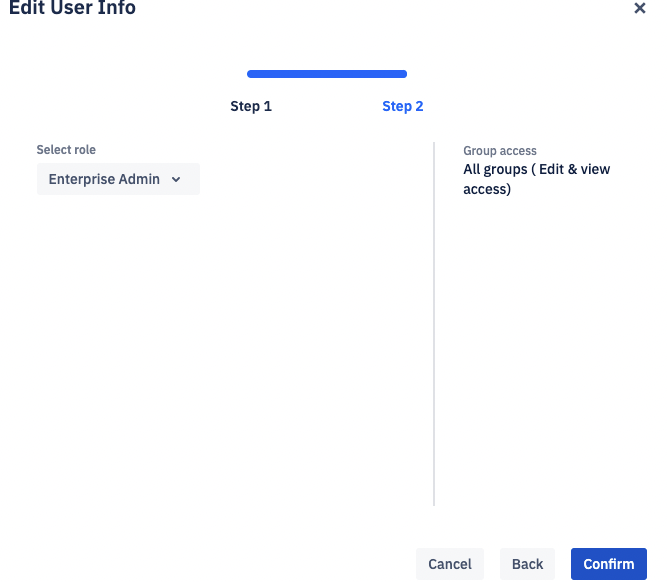 Edit User Info
Step 1
Step 2
Select role
Enterprise Admin
Group access
All groups ( Edit & view
access)
Cancel
Back
Confirm